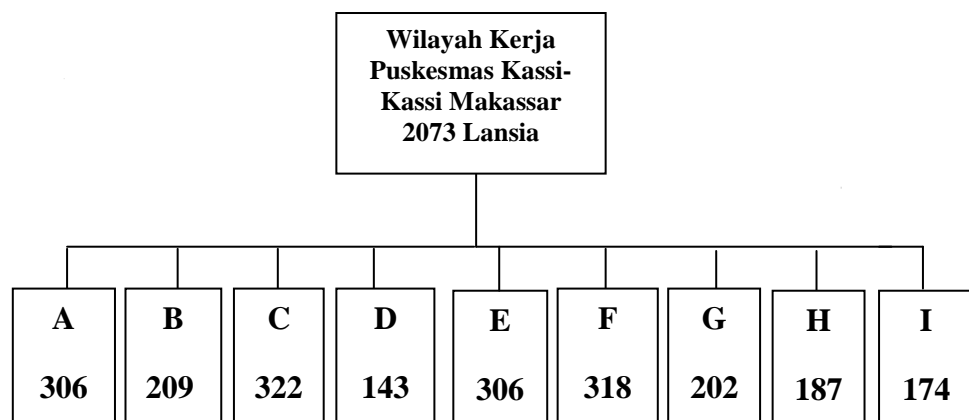 Wilayah Kerja
Puskesmas Kassi-
Kassi Makassar
2073 Lansia
A B C D E F G H I
306 209 322 143 306 318 202 187 174